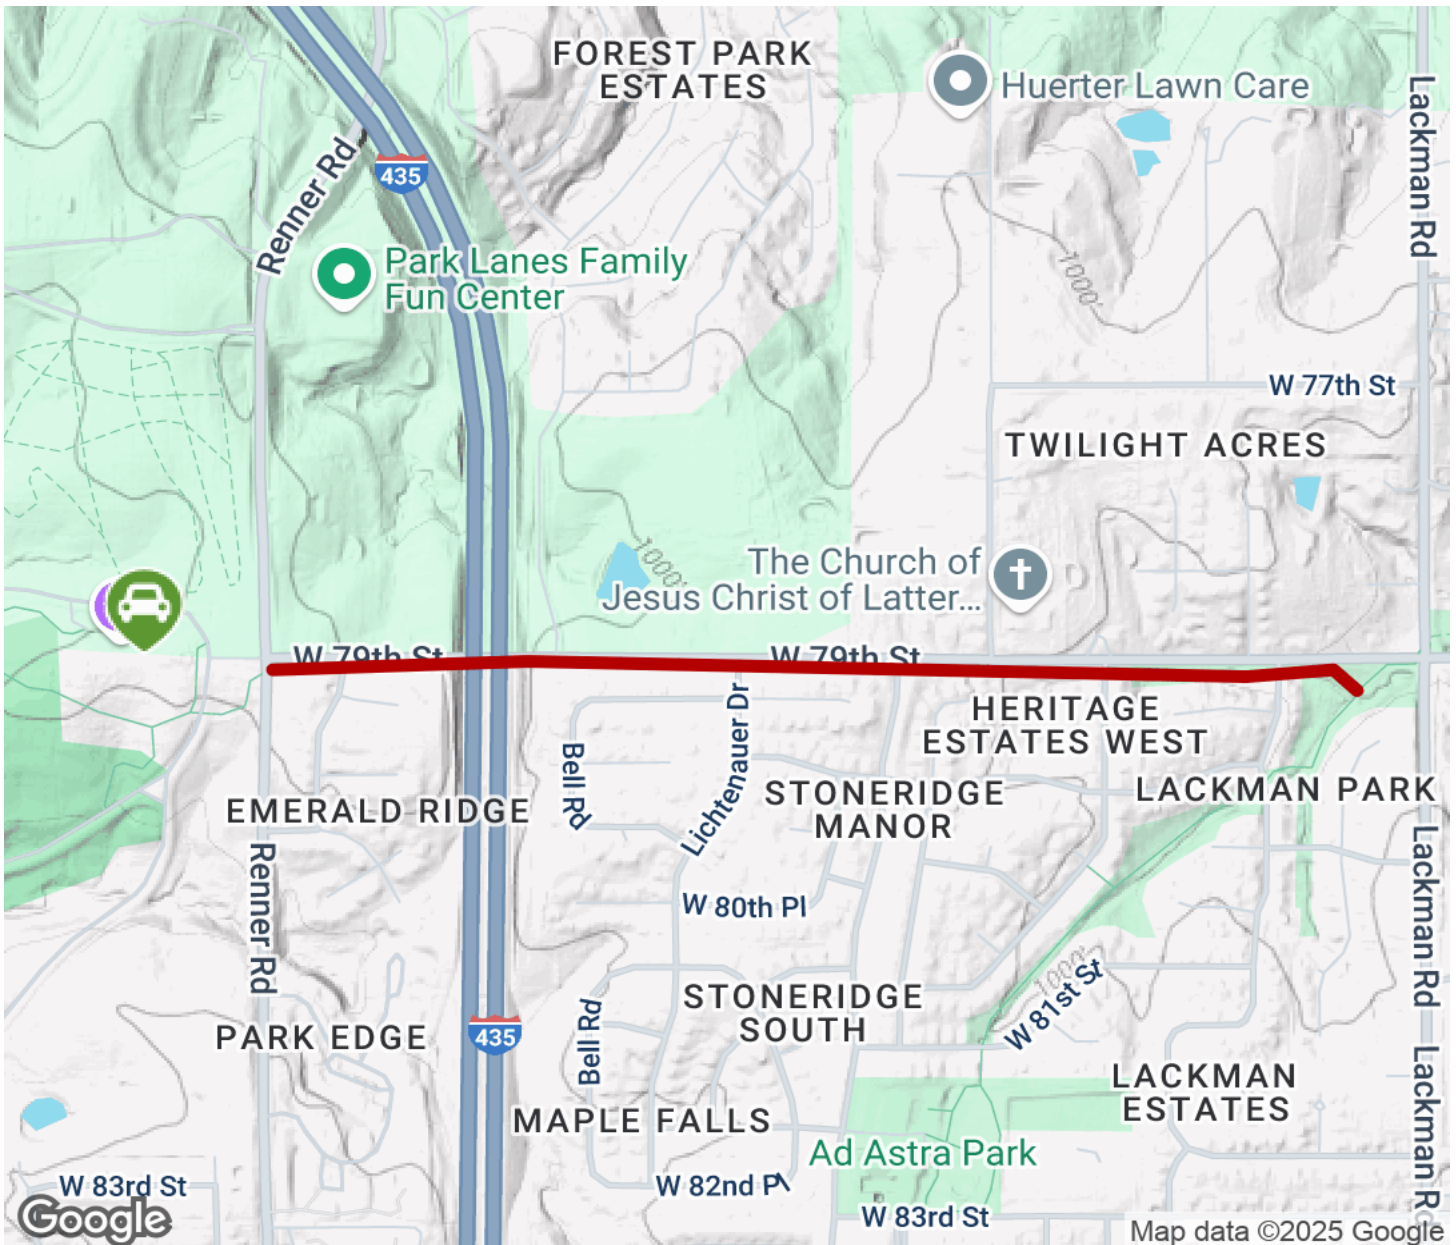 FOREST PARK
ESTATES
Huerter Lawn Care
Lackman Rd
Renner Rd
435
Park Lanes Family
Fun Center
1000'
W 77th St
TWILIGHT ACRES
1000'
The Church of
Jesus Christ of Latter...
W 79th St
W 79th St
HERITAGE
ESTATES WEST
Lichtenauer Dr
Bell Rd
STONERIDGE
MANOR
LACKMAN PARK
EMERALD RIDGE
Renner Rd
Lackman Rd
W 80th Pl
1000'
W 81st St
STONERIDGE
SOUTH
PARK EDGE
435
Bell Rd
LACKMAN
ESTATES
Lackman Rd
MAPLE FALLS
Ad Astra Park
W 83rd St
W 82nd Pl
W 83rd St
Google
Map data ©2025 Google